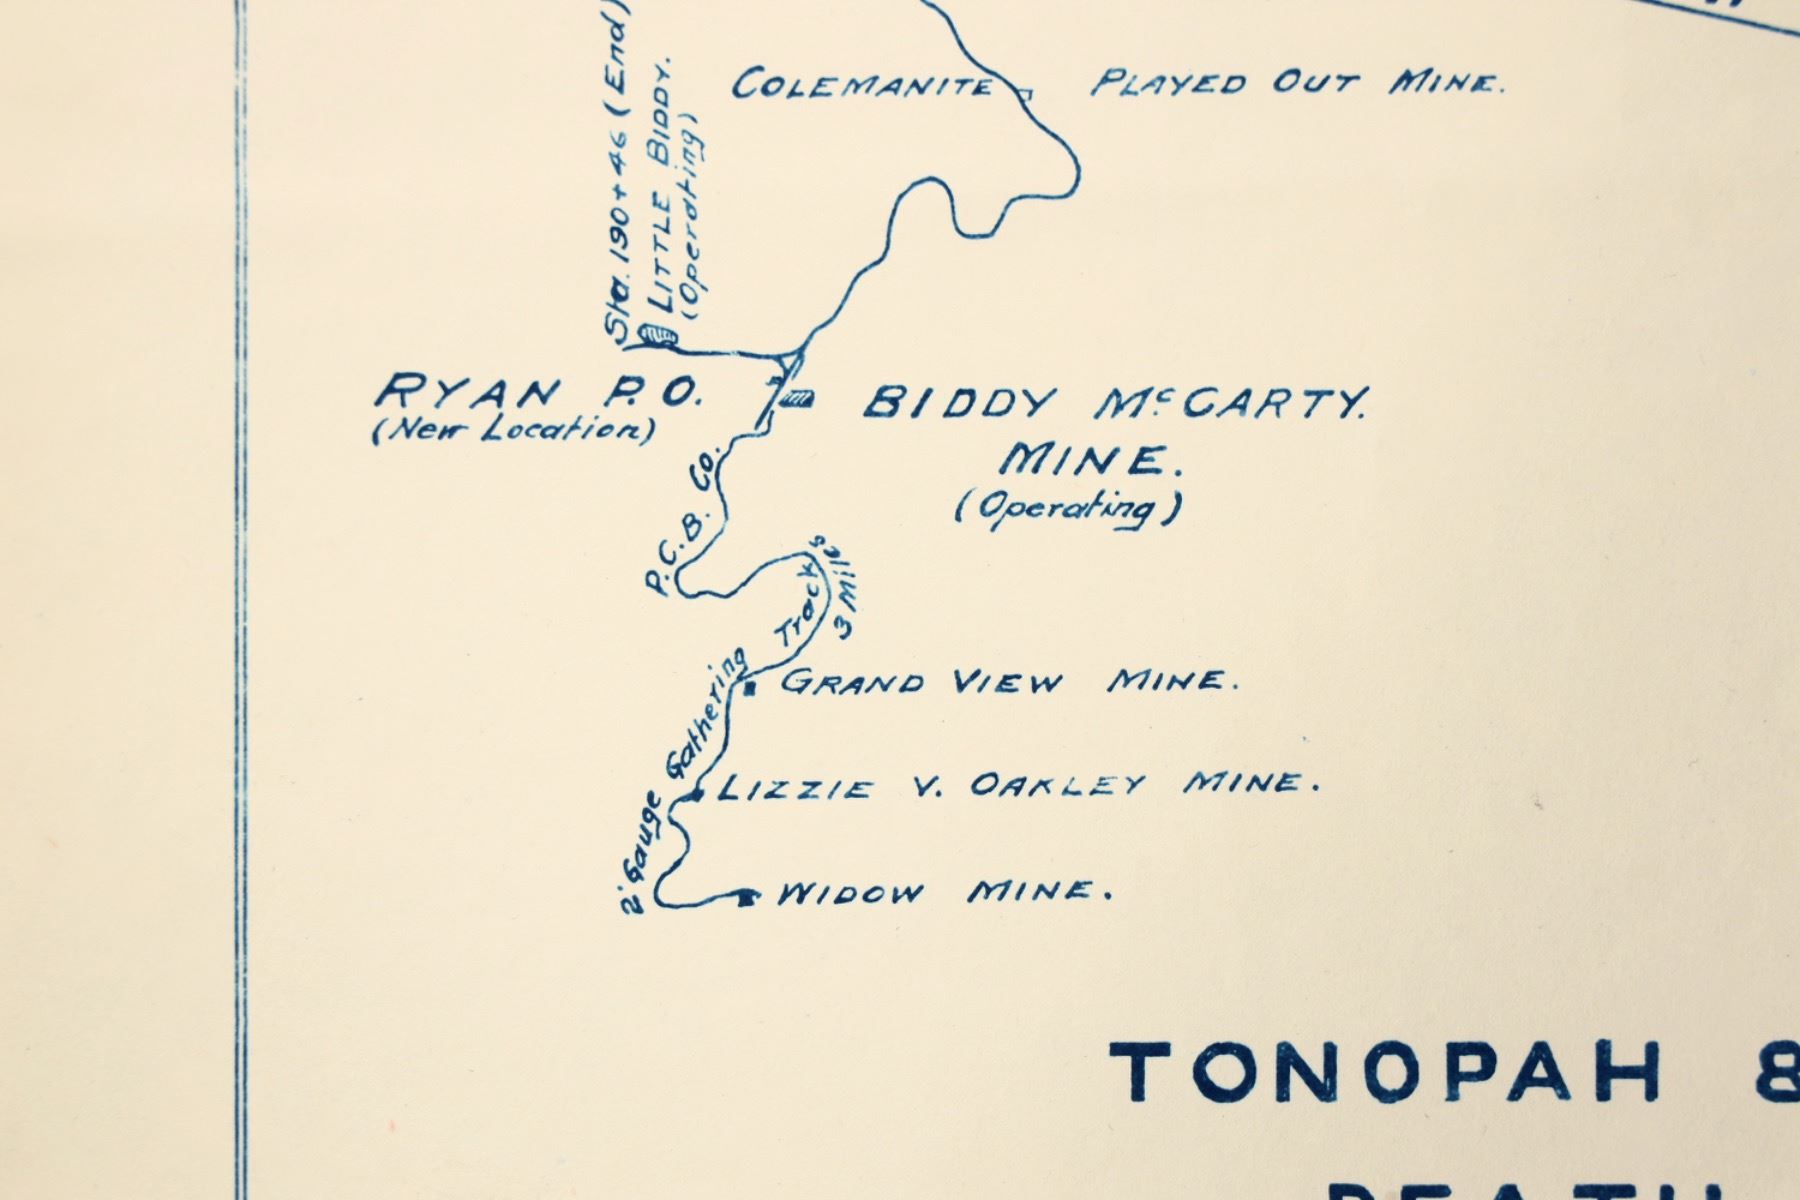 Sta. 190+46 (End)
LITTLE BIDDY.
(Operating)
COLEMANITE
PLAYED OUT MINE.
RYAN P.O.
(New Location)
BIDDY McCARTY.
MINE.
(Operating)
P.C.B. Co.
2' Gauge Gathering Track
3 Miles
GRAND VIEW MINE.
LIZZIE V. OAKLEY MINE.
WIDOW MINE.
TONOPAH &